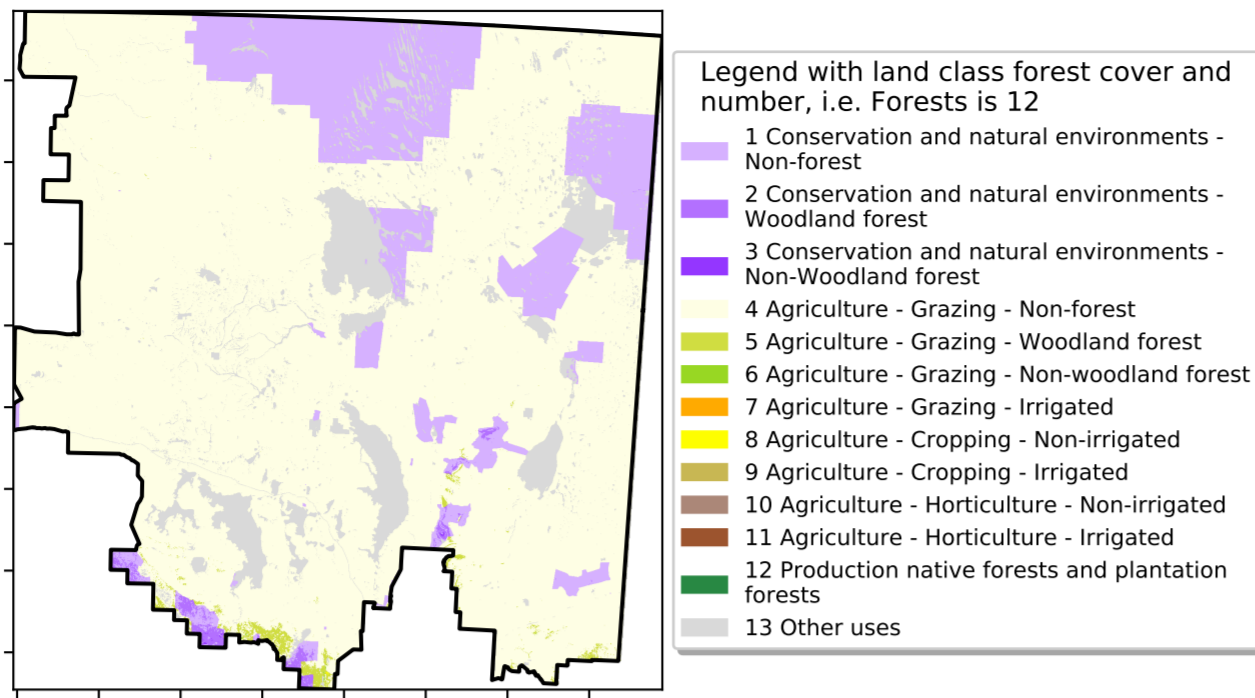 Legend with land class forest cover and
number, i.e. Forests is 12
1 Conservation and natural environments -
Non-forest
2 Conservation and natural environments -
Woodland forest
3 Conservation and natural environments -
Non-Woodland forest
4 Agriculture - Grazing - Non-forest
5 Agriculture - Grazing - Woodland forest
6 Agriculture - Grazing - Non-woodland forest
7 Agriculture - Grazing - Irrigated
8 Agriculture - Cropping - Non-irrigated
9 Agriculture - Cropping - Irrigated
10 Agriculture - Horticulture - Non-irrigated
11 Agriculture - Horticulture - Irrigated
12 Production native forests and plantation
forests
13 Other uses